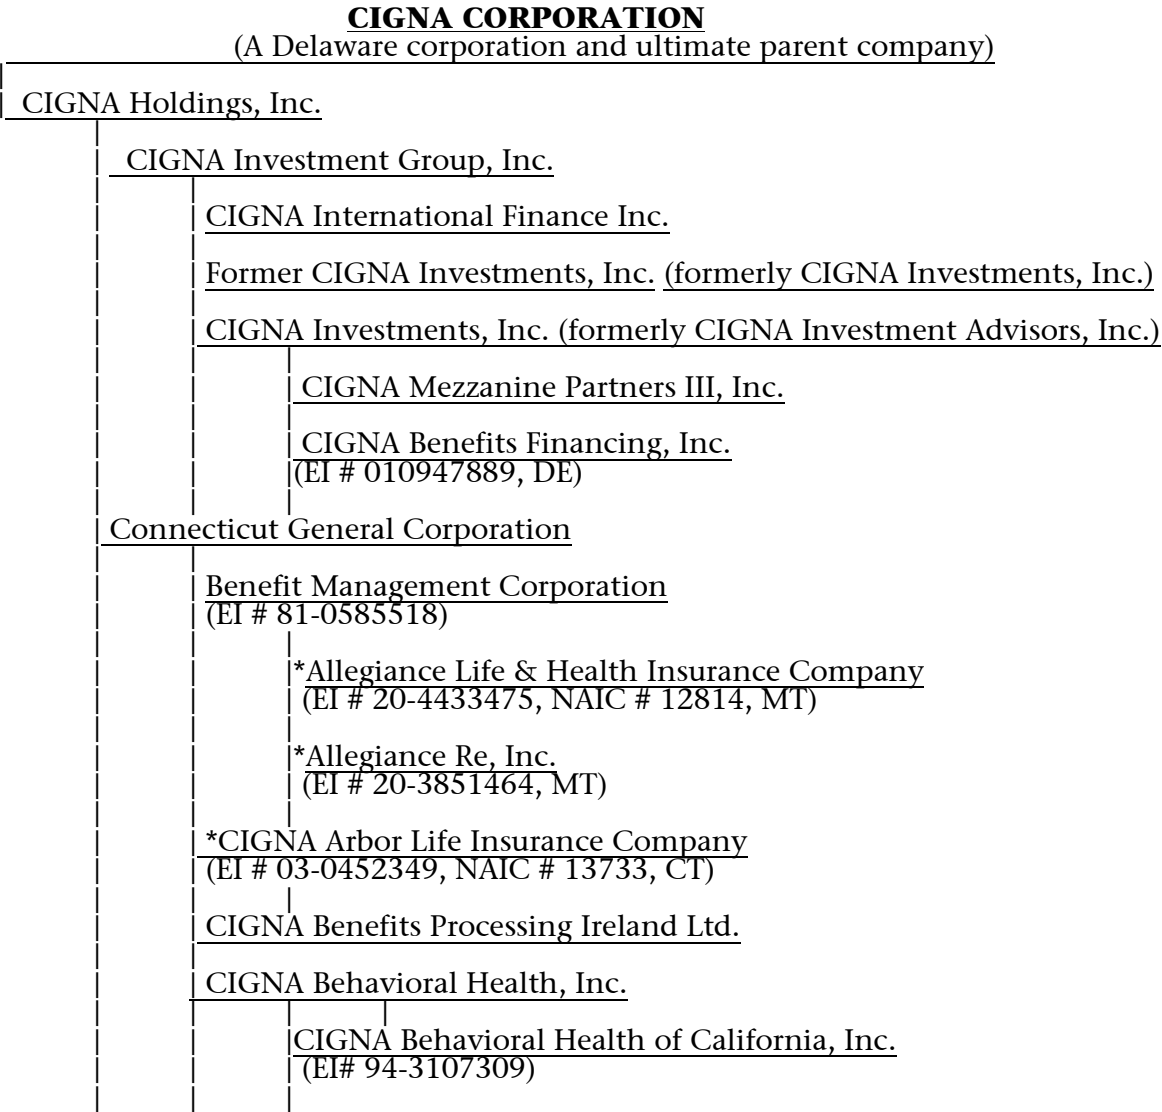 CIGNA CORPORATION
(A Delaware corporation and ultimate parent company)
CIGNA Holdings, Inc.
CIGNA Investment Group, Inc.
CIGNA International Finance Inc.
Former CIGNA Investments, Inc. (formerly CIGNA Investments, Inc.)
CIGNA Investments, Inc. (formerly CIGNA Investment Advisors, Inc.)
CIGNA Mezzanine Partners III, Inc.
CIGNA Benefits Financing, Inc.
(EI # 010947889, DE)
Connecticut General Corporation
Benefit Management Corporation
(EI # 81-0585518)
*Allegiance Life & Health Insurance Company
(EI # 20-4433475, NAIC # 12814, MT)
*Allegiance Re, Inc.
(EI # 20-3851464, MT)
*CIGNA Arbor Life Insurance Company
(EI # 03-0452349, NAIC # 13733, CT)
CIGNA Benefits Processing Ireland Ltd.
CIGNA Behavioral Health, Inc.
CIGNA Behavioral Health of California, Inc.
(EI# 94-3107309)